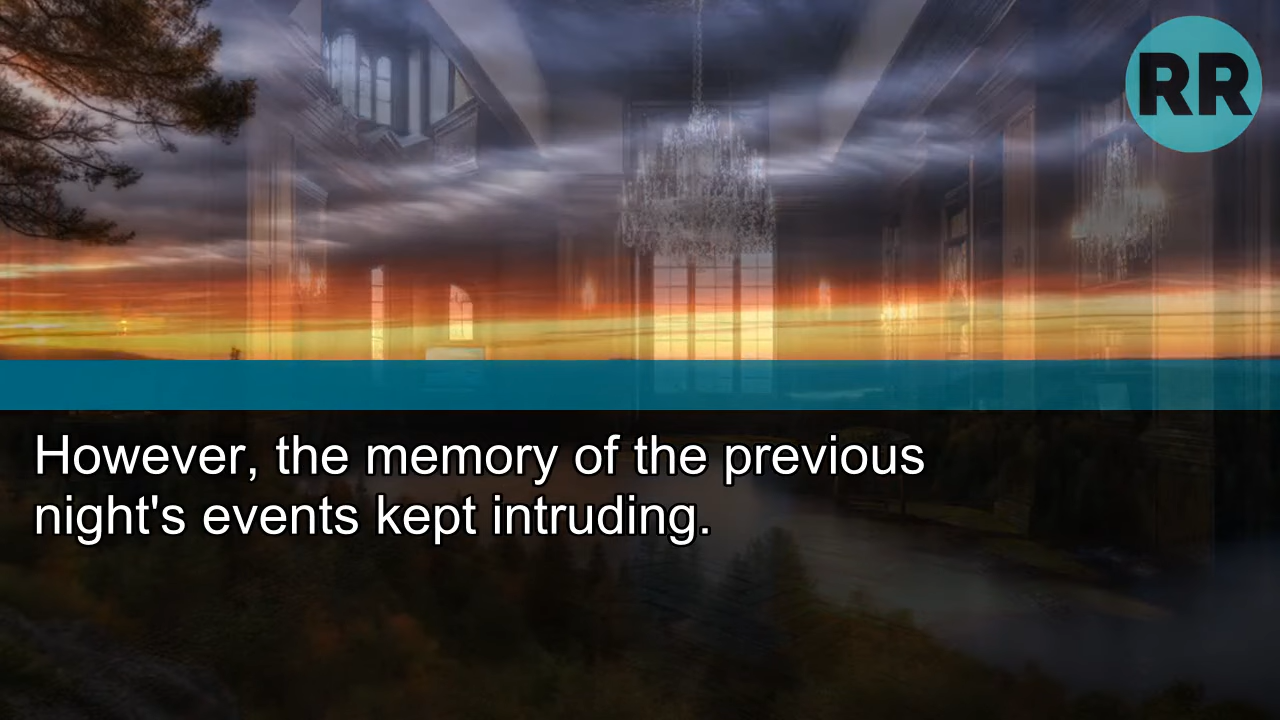 RR
However, the memory of the previous
night's events kept intruding.